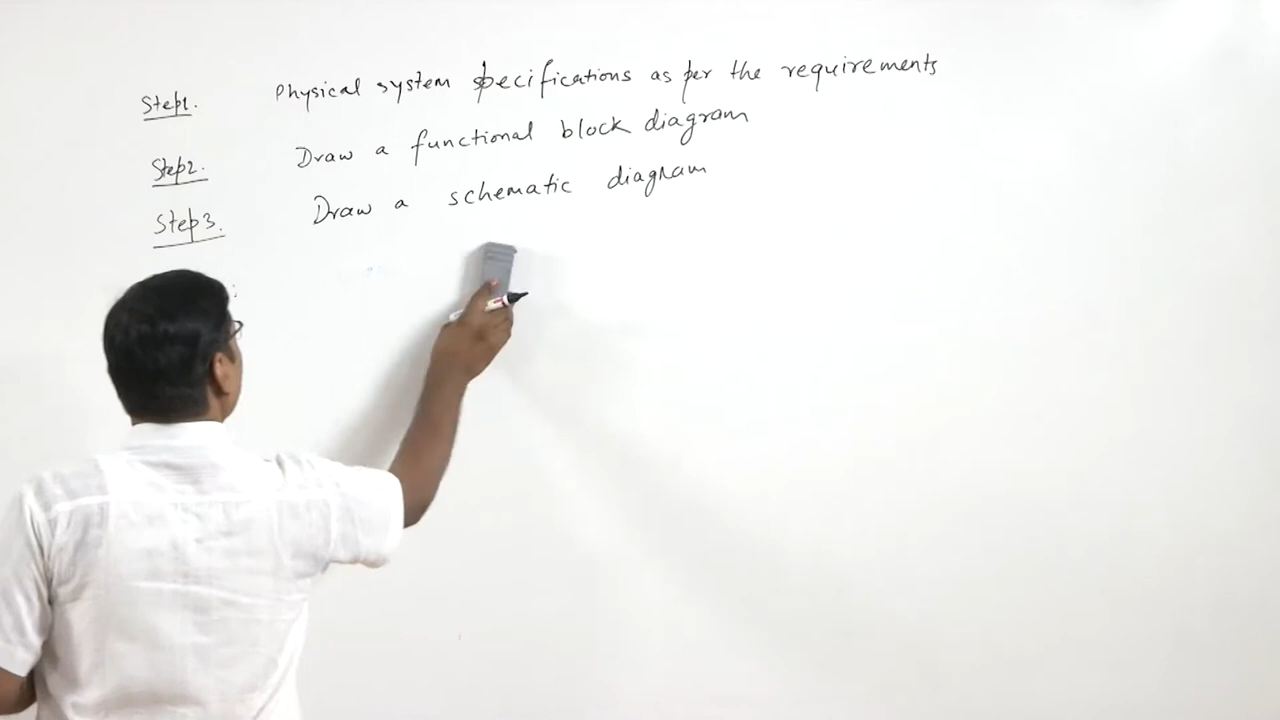 Step1. Physical system specifications as per the requirements
Step2. Draw a functional block diagram
Step3. Draw a schematic diagram